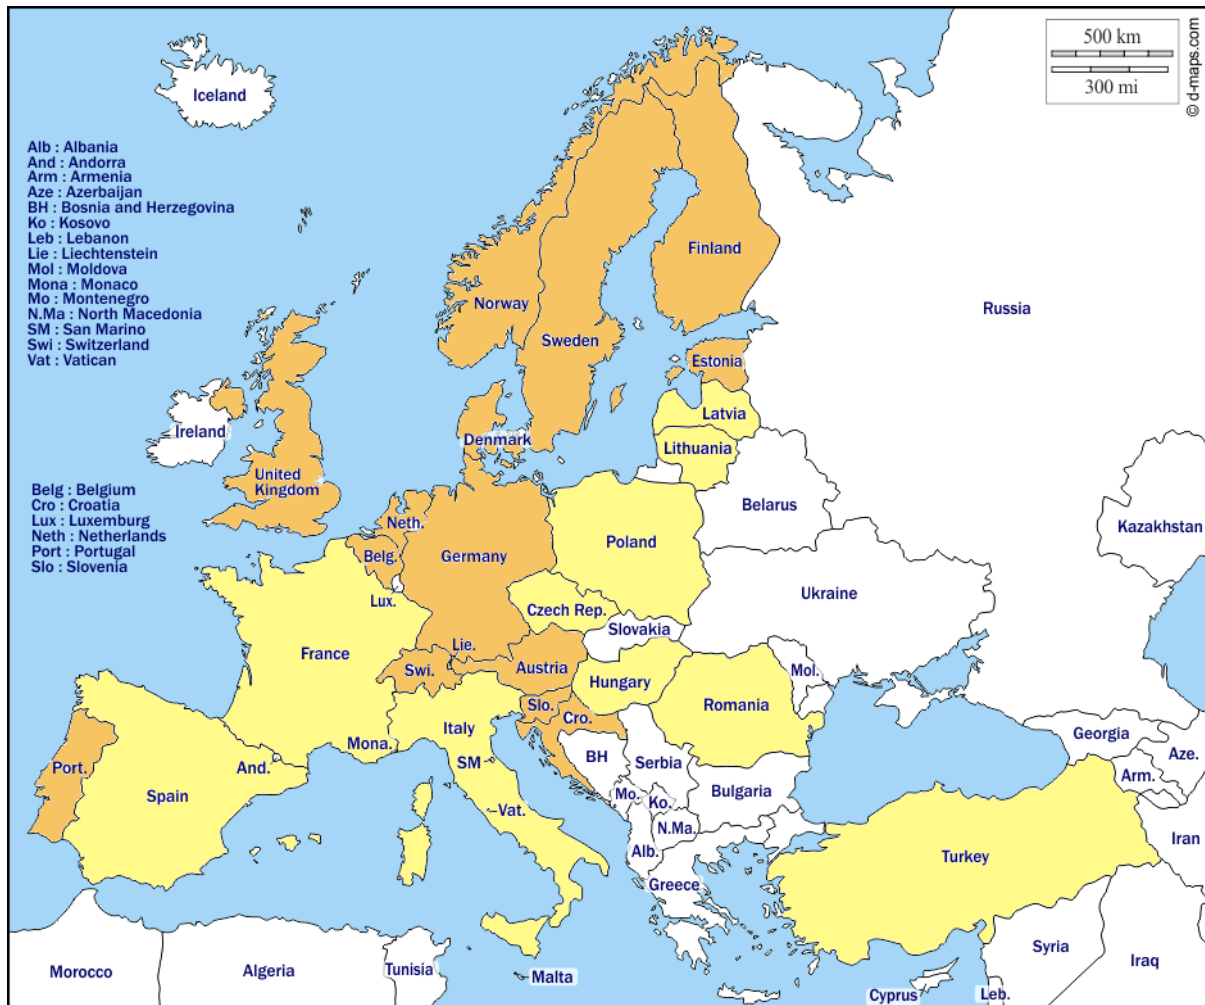 500 km
300 mi
© d-maps.com
Iceland
Alb : Albania
And : Andorra
Arm : Armenia
Aze : Azerbaijan
BH : Bosnia and Herzegovina
Ko : Kosovo
Leb : Lebanon
Lie : Liechtenstein
Mol : Moldova
Mona : Monaco
Mo : Montenegro
N.Ma : North Macedonia
SM : San Marino
Swi : Switzerland
Vat : Vatican
Finland
Norway
Russia
Sweden
Estonia
Latvia
Ireland
Denmark
Lithuania
United
Kingdom
Belg : Belgium
Cro : Croatia
Lux : Luxemburg
Neth : Netherlands
Port : Portugal
Slo : Slovenia
Belarus
Neth.
Kazakhstan
Poland
Belg.
Germany
Ukraine
Lux.
Czech Rep.
Slovakia
France
Lie.
Swi.
Austria
Mol.
Hungary
Romania
Slo.
Cro.
Italy
Mona.
Georgia
BH
Aze.
SM
Serbia
Port.
And.
Arm.
Spain
Mo.
Bulgaria
Ko.
Vat.
N.Ma.
Iran
Alb.
Turkey
Greece
Syria
Iraq
Morocco
Algeria
Tunisia
Malta
Cyprus
Leb.